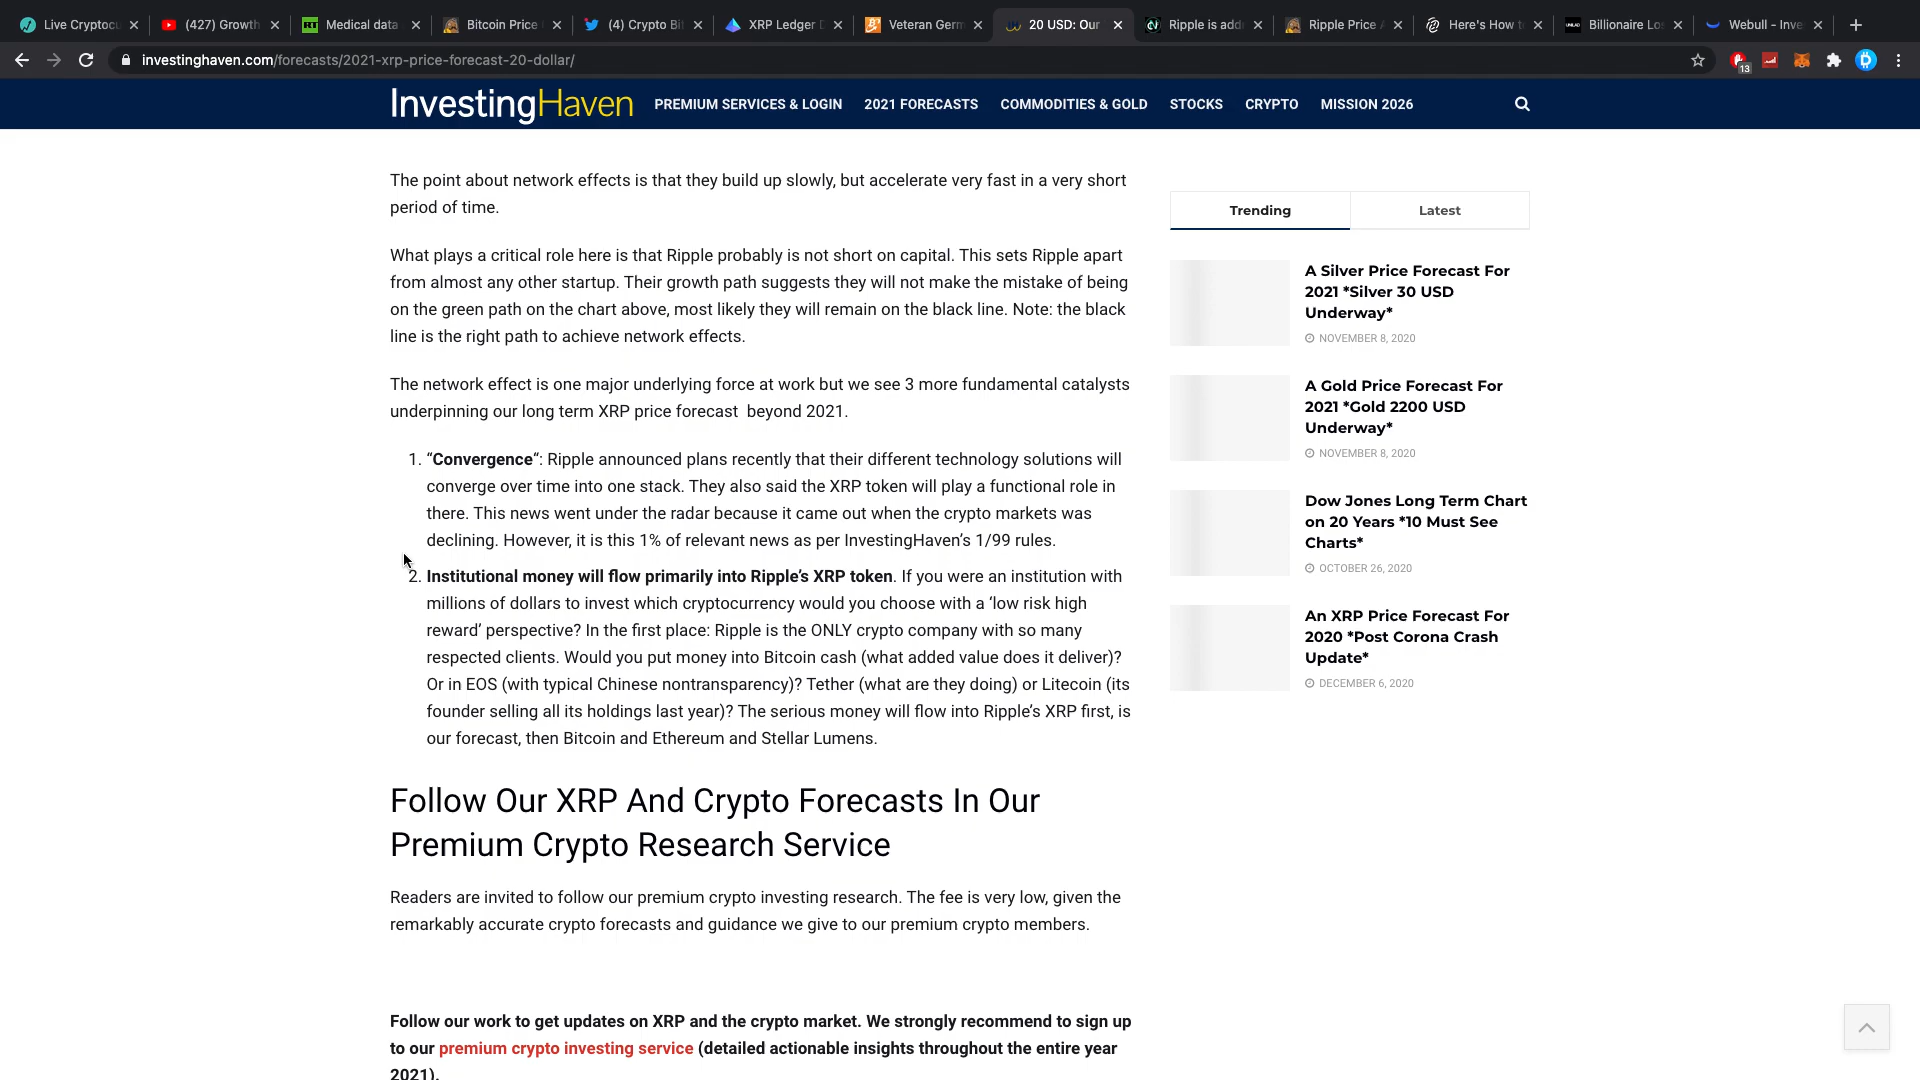 Live Cryptocu
(427) Growth
RT
Medical data
Bitcoin Price
(4) Crypto Bit
XRP Ledger D
Veteran Germ
20 USD: Our
Ripple is add
Ripple Price A
Here's How t
Billionaire Lo
Webull - Inve
investinghaven.com/forecasts/2021-xrp-price-forecast-20-dollar/
13
InvestingHaven
PREMIUM SERVICES & LOGIN
2021 FORECASTS
COMMODITIES & GOLD
STOCKS
CRYPTO
MISSION 2026
The point about network effects is that they build up slowly, but accelerate very fast in a very short
period of time.
What plays a critical role here is that Ripple probably is not short on capital. This sets Ripple apart
from almost any other startup. Their growth path suggests they will not make the mistake of being
on the green path on the chart above, most likely they will remain on the black line. Note: the black
line is the right path to achieve network effects.
The network effect is one major underlying force at work but we see 3 more fundamental catalysts
underpinning our long term XRP price forecast  beyond 2021.
1. “Convergence“: Ripple announced plans recently that their different technology solutions will
converge over time into one stack. They also said the XRP token will play a functional role in
there. This news went under the radar because it came out when the crypto markets was
declining. However, it is this 1% of relevant news as per InvestingHaven’s 1/99 rules.
2. Institutional money will flow primarily into Ripple’s XRP token. If you were an institution with
millions of dollars to invest which cryptocurrency would you choose with a ‘low risk high
reward’ perspective? In the first place: Ripple is the ONLY crypto company with so many
respected clients. Would you put money into Bitcoin cash (what added value does it deliver)?
Or in EOS (with typical Chinese nontransparency)? Tether (what are they doing) or Litecoin (its
founder selling all its holdings last year)? The serious money will flow into Ripple’s XRP first, is
our forecast, then Bitcoin and Ethereum and Stellar Lumens.
Follow Our XRP And Crypto Forecasts In Our
Premium Crypto Research Service
Readers are invited to follow our premium crypto investing research. The fee is very low, given the
remarkably accurate crypto forecasts and guidance we give to our premium crypto members.
Follow our work to get updates on XRP and the crypto market. We strongly recommend to sign up
to our premium crypto investing service (detailed actionable insights throughout the entire year
2021).
Trending
Latest
A Silver Price Forecast For
2021 *Silver 30 USD
Underway*
NOVEMBER 8, 2020
A Gold Price Forecast For
2021 *Gold 2200 USD
Underway*
NOVEMBER 8, 2020
Dow Jones Long Term Chart
on 20 Years *10 Must See
Charts*
OCTOBER 26, 2020
An XRP Price Forecast For
2020 *Post Corona Crash
Update*
DECEMBER 6, 2020